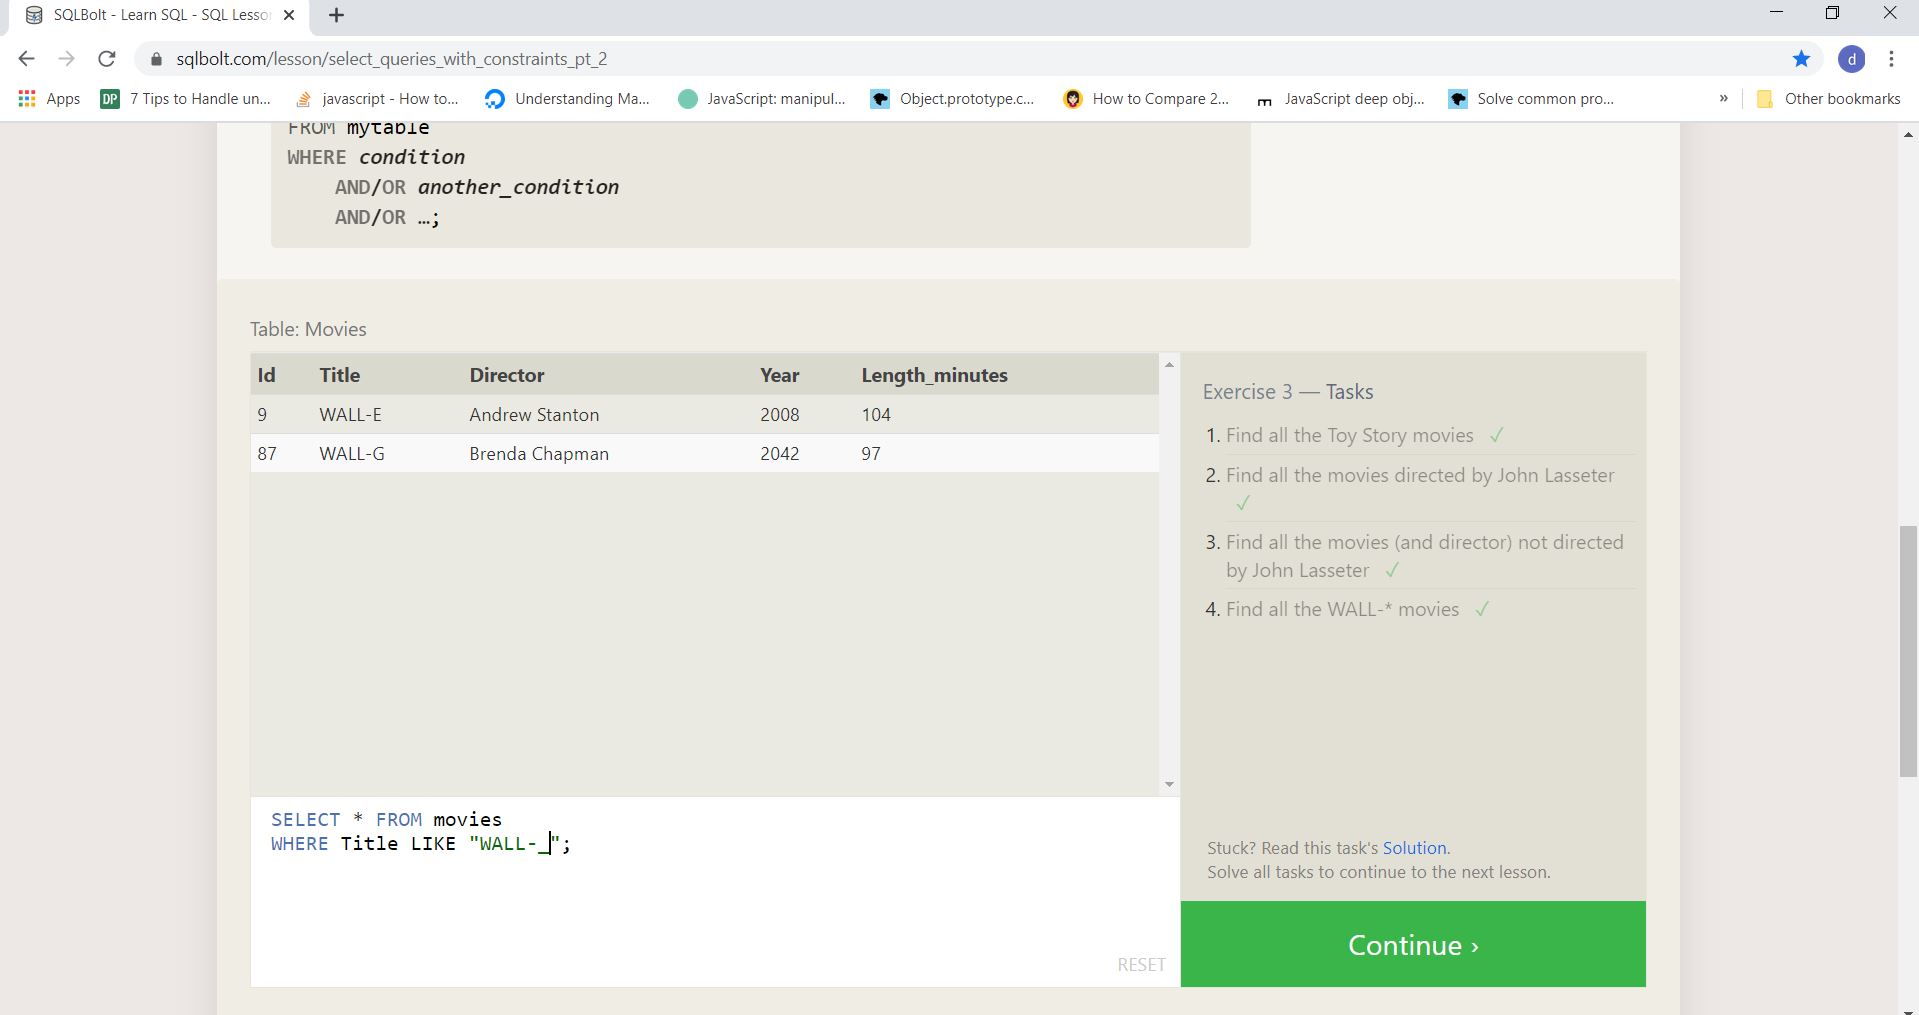 SQLBolt - Learn SQL - SQL Lesso
sqlbolt.com/lesson/select_queries_with_constraints_pt_2
d
Apps
DP
7 Tips to Handle un...
javascript - How to...
Understanding Ma...
JavaScript: manipul...
Object.prototype.c...
How to Compare 2...
m
JavaScript deep obj...
Solve common pro...
»
Other bookmarks
FROM mytable
WHERE condition
AND/OR another_condition
AND/OR …;
Table: Movies
Id Title Director Year Length_minutes
9 WALL-E Andrew Stanton 2008 104
87 WALL-G Brenda Chapman 2042 97
SELECT * FROM movies
WHERE Title LIKE "WALL-_";
RESET
Exercise 3 — Tasks
1. Find all the Toy Story movies ✓
2. Find all the movies directed by John Lasseter
✓
3. Find all the movies (and director) not directed
by John Lasseter ✓
4. Find all the WALL-* movies ✓
Stuck? Read this task's Solution.
Solve all tasks to continue to the next lesson.
Continue ›